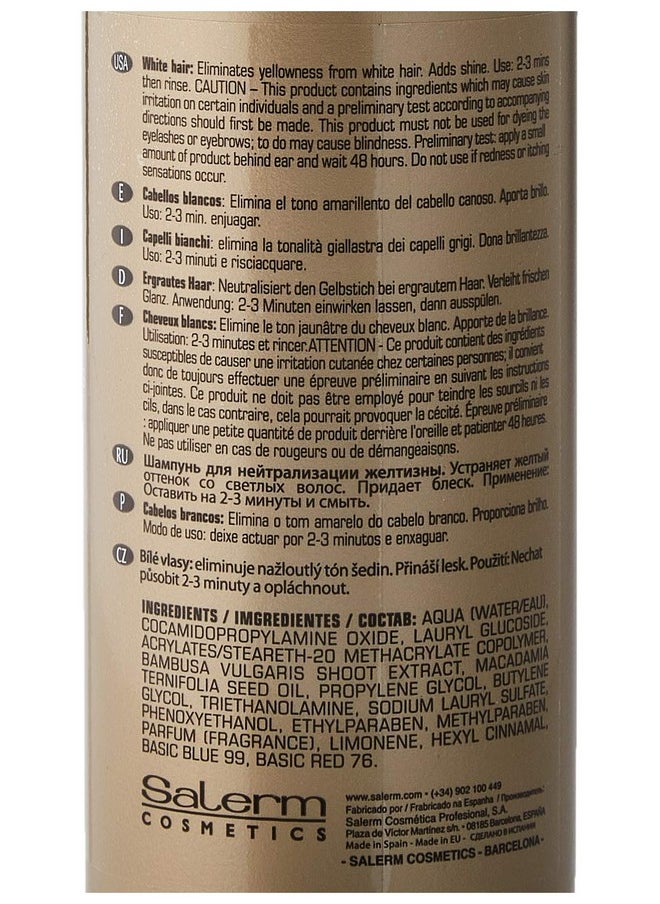 USA White hair: Eliminates yellowness from white hair. Adds shine. Use: 2-3 mins
then rinse. CAUTION – This product contains ingredients which may cause skin
irritation on certain individuals and a preliminary test according to accompanying
directions should first be made. This product must not be used for dyeing the
eyelashes or eyebrows; to do may cause blindness. Preliminary test: apply a small
amount of product behind ear and wait 48 hours. Do not use if redness or itching
sensations occur.
E Cabellos blancos: Elimina el tono amarillento del cabello canoso. Aporta brillo.
Uso: 2-3 min. enjuagar.
I Capelli bianchi: elimina la tonalità giallastra dei capelli grigi. Dona brillantezza.
Uso: 2-3 minuti e risciacquare.
D Ergrautes Haar: Neutralisiert den Gelbstich bei ergrautem Haar. Verleiht frischen
Glanz. Anwendung: 2-3 Minuten einwirken lassen, dann ausspülen.
F Cheveux blancs: Elimine le ton jaunâtre du cheveux blanc. Apporte de la brillance.
Utilisation: 2-3 minutes et rincer.ATTENTION - Ce produit contient des ingrédients
susceptibles de causer une irritation cutanée chez certaines personnes; il convient
donc de toujours effectuer une épreuve préliminaire en suivant les instructions
ci-jointes. Ce produit ne doit pas être employé pour teindre les sourcils ni les
cils, dans le cas contraire, cela pourrait provoquer la cécité. Épreuve préliminaire
: appliquer une petite quantité de produit derrière l'oreille et patienter 48 heures.
Ne pas utiliser en cas de rougeurs ou de démangeaisons.
RU Шампунь для нейтрализации желтизны. Устраняет желтый
оттенок со светлых волос. Придает блеск. Применение:
Оставить на 2-3 минуты и смыть.
P Cabelos brancos: Elimina o tom amarelo do cabelo branco. Proporciona brilho.
Modo de uso: deixe actuar por 2-3 minutos e enxaguar.
CZ Bílé vlasy: eliminuje nažloutlý tón šedin. Přináší lesk. Použití: Nechat
působit 2-3 minuty a opláchnout.
INGREDIENTS / IMGREDIENTES / СОСТАВ: AQUA (WATER/EAU),
COCAMIDOPROPYLAMINE OXIDE, LAURYL GLUCOSIDE,
ACRYLATES/STEARETH-20 METHACRYLATE COPOLYMER,
BAMBUSA VULGARIS SHOOT EXTRACT, MACADAMIA
TERNIFOLIA SEED OIL, PROPYLENE GLYCOL, BUTYLENE
GLYCOL, TRIETHANOLAMINE, SODIUM LAURYL SULFATE,
PHENOXYETHANOL, ETHYLPARABEN, METHYLPARABEN,
PARFUM (FRAGRANCE), LIMONENE, HEXYL CINNAMAL,
BASIC BLUE 99, BASIC RED 76.
Salerm
COSMETICS
www.salerm.com • (+34) 902 100 449
Fabricado por / Fabricado na Espanha / Производитель:
Salerm Cosmética Profesional, S.A.
Plaza de Víctor Martínez s/n. • 08185 Barcelona, ESPAÑA
Made in Spain - Made in EU - СДЕЛАНО В ИСПАНИИ
- SALERM COSMETICS - BARCELONA -